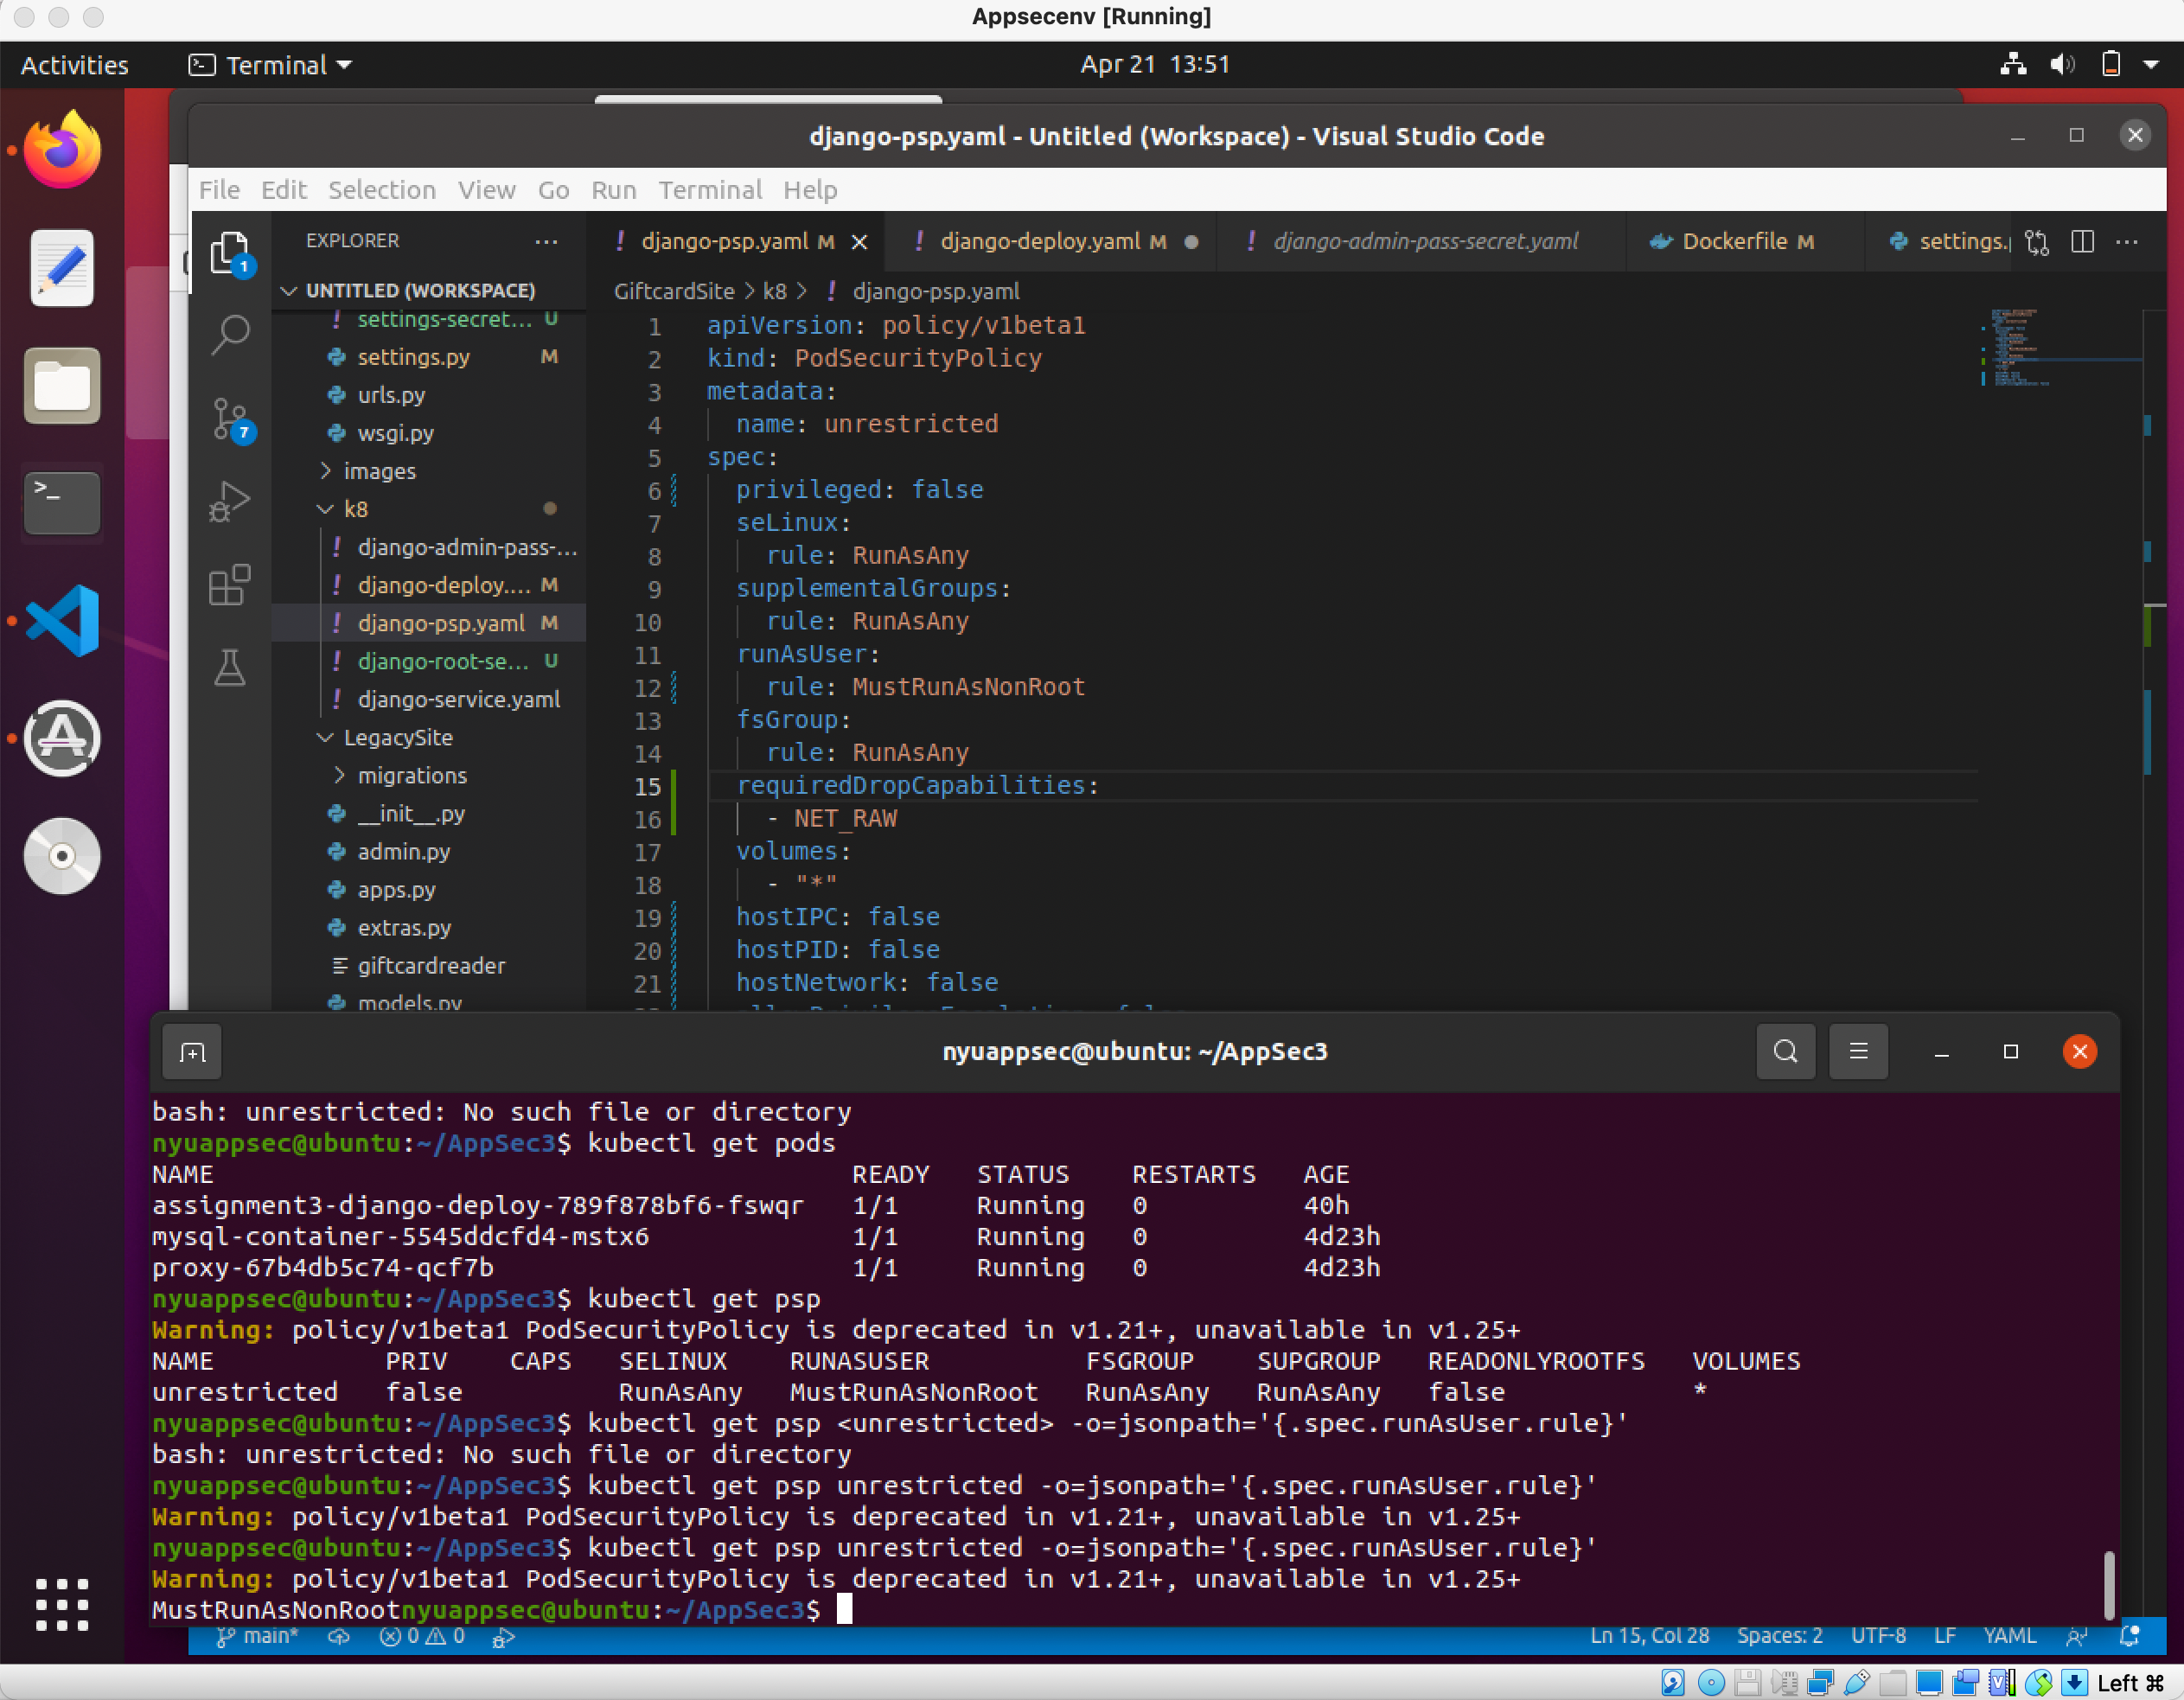 Appsecenv [Running]
Activities Terminal Apr 21 13:51
django-psp.yaml - Untitled (Workspace) - Visual Studio Code
File Edit Selection View Go Run Terminal Help
EXPLORER ...
! django-psp.yaml M
! django-deploy.yaml M
! django-admin-pass-secret.yaml
Dockerfile M
settings.
1
UNTITLED (WORKSPACE)
! settings-secret... U
settings.py M
urls.py
wsgi.py
7
images
k8
! django-admin-pass-...
! django-deploy.... M
! django-psp.yaml M
! django-root-se... U
! django-service.yaml
LegacySite
migrations
__init__.py
admin.py
apps.py
extras.py
giftcardreader
models.py
GiftcardSite > k8 > ! django-psp.yaml
1 apiVersion: policy/v1beta1
2 kind: PodSecurityPolicy
3 metadata:
4 name: unrestricted
5 spec:
6 privileged: false
7 seLinux:
8 rule: RunAsAny
9 supplementalGroups:
10 rule: RunAsAny
11 runAsUser:
12 rule: MustRunAsNonRoot
13 fsGroup:
14 rule: RunAsAny
15 requiredDropCapabilities:
16 - NET_RAW
17 volumes:
18 - "*"
19 hostIPC: false
20 hostPID: false
21 hostNetwork: false
nyuappsec@ubuntu: ~/AppSec3
bash: unrestricted: No such file or directory
nyuappsec@ubuntu:~/AppSec3$ kubectl get pods
NAME READY STATUS RESTARTS AGE
assignment3-django-deploy-789f878bf6-fswqr 1/1 Running 0 40h
mysql-container-5545ddcfd4-mstx6 1/1 Running 0 4d23h
proxy-67b4db5c74-qcf7b 1/1 Running 0 4d23h
nyuappsec@ubuntu:~/AppSec3$ kubectl get psp
Warning: policy/v1beta1 PodSecurityPolicy is deprecated in v1.21+, unavailable in v1.25+
NAME PRIV CAPS SELINUX RUNASUSER FSGROUP SUPGROUP READONLYROOTFS VOLUMES
unrestricted false RunAsAny MustRunAsNonRoot RunAsAny RunAsAny false *
nyuappsec@ubuntu:~/AppSec3$ kubectl get psp <unrestricted> -o=jsonpath='{.spec.runAsUser.rule}'
bash: unrestricted: No such file or directory
nyuappsec@ubuntu:~/AppSec3$ kubectl get psp unrestricted -o=jsonpath='{.spec.runAsUser.rule}'
Warning: policy/v1beta1 PodSecurityPolicy is deprecated in v1.21+, unavailable in v1.25+
nyuappsec@ubuntu:~/AppSec3$ kubectl get psp unrestricted -o=jsonpath='{.spec.runAsUser.rule}'
Warning: policy/v1beta1 PodSecurityPolicy is deprecated in v1.21+, unavailable in v1.25+
MustRunAsNonRootnyuappsec@ubuntu:~/AppSec3$
main* 0 0 Ln 15, Col 28 Spaces: 2 UTF-8 LF YAML
Left ⌘